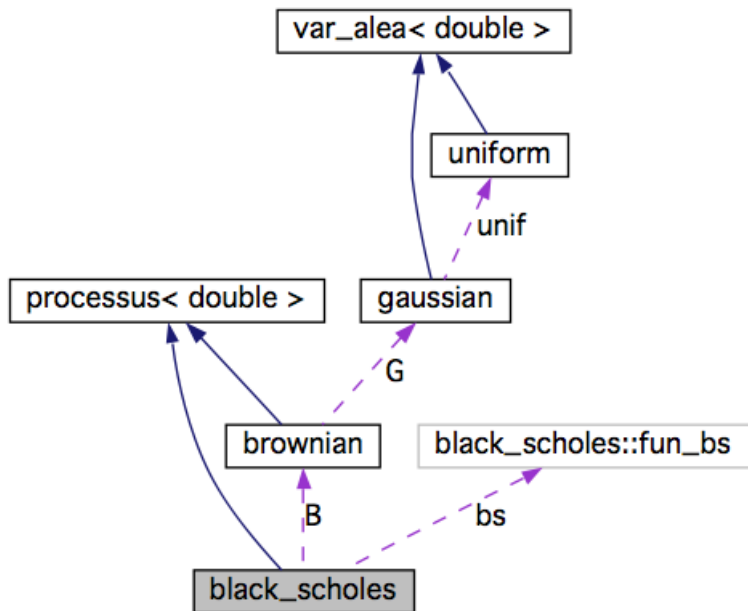 var_alea< double >
uniform
unif
processus< double >
gaussian
G
brownian
black_scholes::fun_bs
B
bs
black_scholes